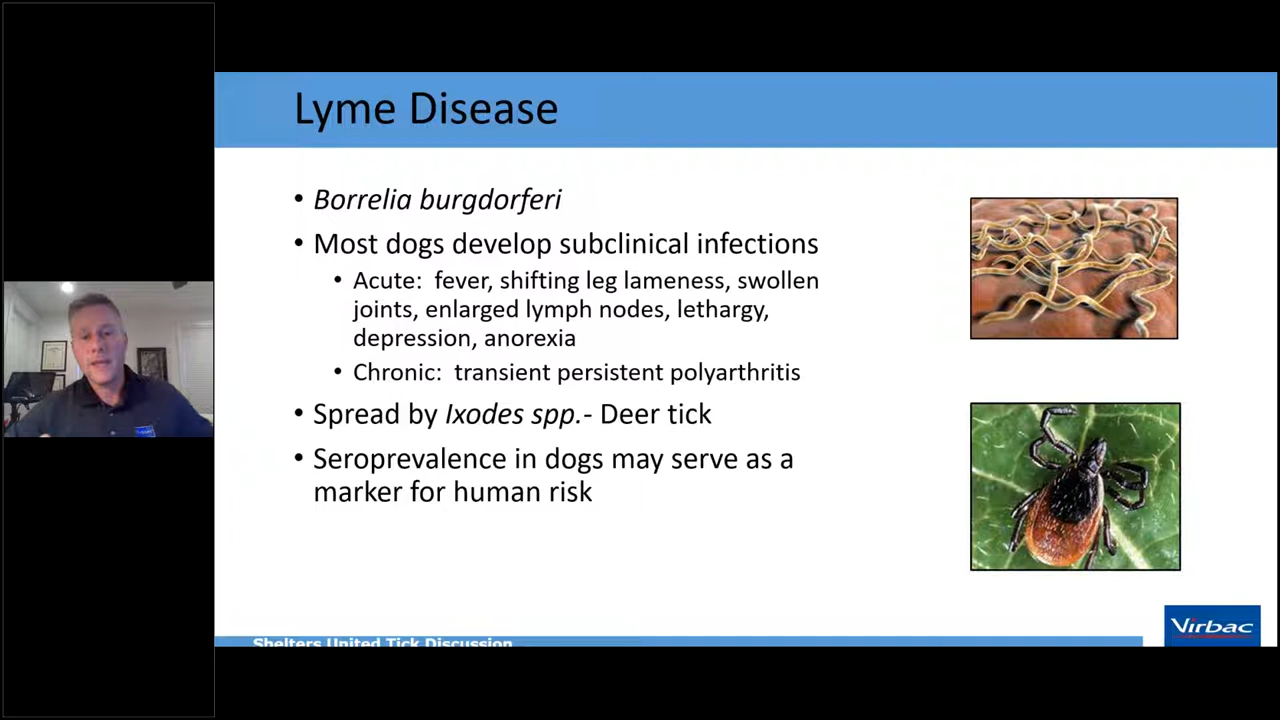 Lyme Disease
• Borrelia burgdorferi
• Most dogs develop subclinical infections
• Acute: fever, shifting leg lameness, swollen
joints, enlarged lymph nodes, lethargy,
depression, anorexia
• Chronic: transient persistent polyarthritis
• Spread by Ixodes spp.- Deer tick
• Seroprevalence in dogs may serve as a
marker for human risk
Shelters United Tick Discussion
Virbac